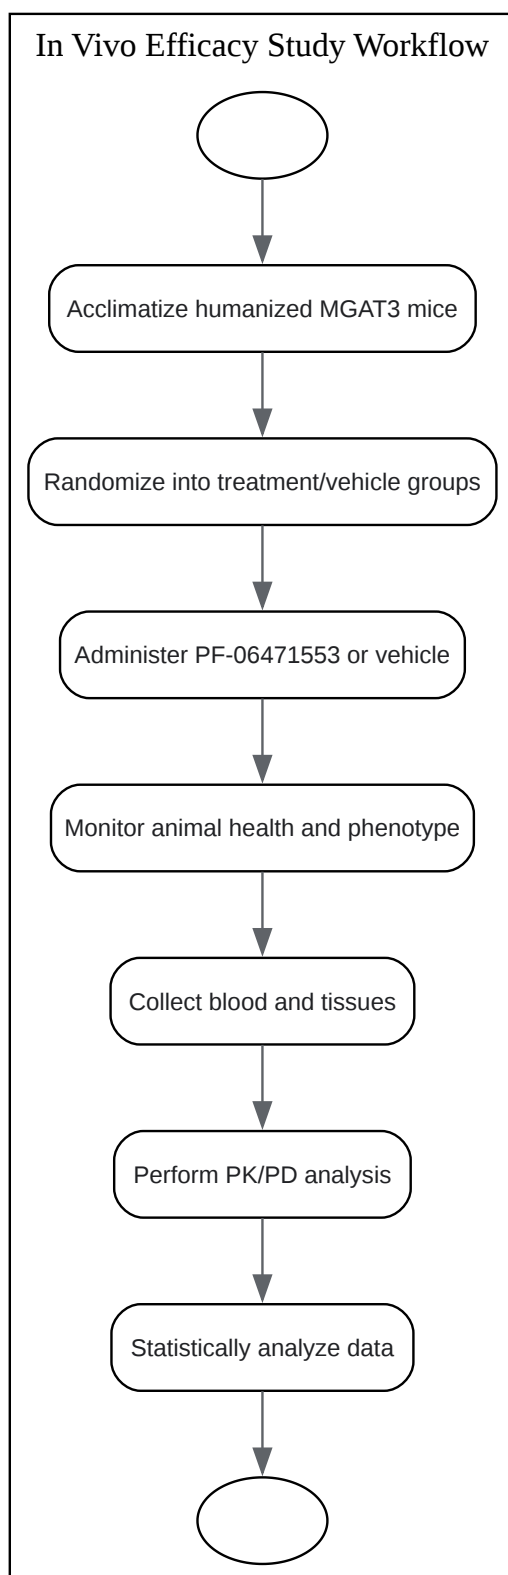 In Vivo Efficacy Study Workflow
Acclimatize humanized MGAT3 mice
Randomize into treatment/vehicle groups
Administer PF-06471553 or vehicle
Monitor animal health and phenotype
Collect blood and tissues
Perform PK/PD analysis
Statistically analyze data